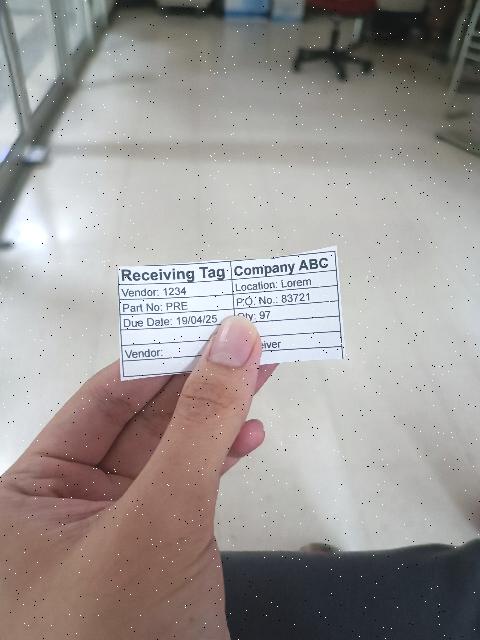 Receiving Tag Company ABC
Vendor: 1234 Location: Lorem
Part No: PRE P.O. No.: 83721
Due Date: 19/04/25 Qty: 97
Vendor: